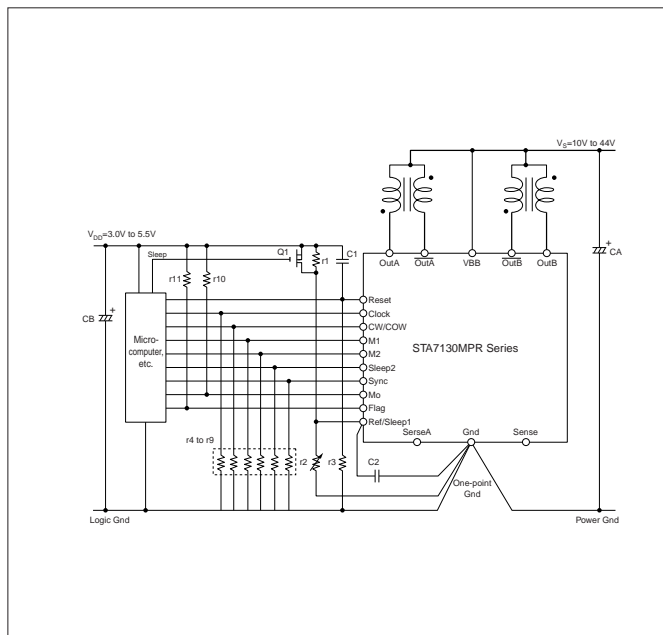 V_S=10V to 44V
CA
+
OutA
OutA
VBB
OutB
OutB
V_DD=3.0V to 5.5V
Sleep
Q1
r1
C1
r11
r10
CB
+
Micro-
computer,
etc.
Reset
Clock
CW/COW
M1
M2
Sleep2
Sync
Mo
Flag
Ref/Sleep1
STA7130MPR Series
SerseA
Gnd
Sense
r4 to r9
r2
r3
C2
One-point
Gnd
Logic Gnd
Power Gnd